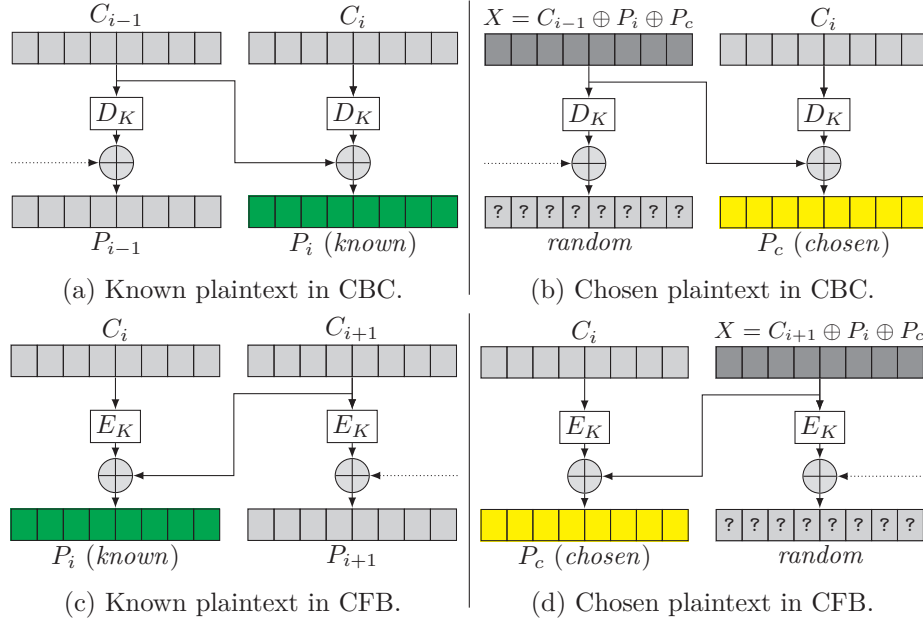 C_{i−1} C_i
D_K D_K
P_{i−1} P_i (known)
(a) Known plaintext in CBC.
X = C_{i−1} ⊕ P_i ⊕ P_c C_i
D_K D_K
? ? ? ? ? ? ? ?
random P_c (chosen)
(b) Chosen plaintext in CBC.
C_i C_{i+1}
E_K E_K
P_i (known) P_{i+1}
(c) Known plaintext in CFB.
C_i X = C_{i+1} ⊕ P_i ⊕ P_c
E_K E_K
? ? ? ? ? ? ? ?
P_c (chosen) random
(d) Chosen plaintext in CFB.